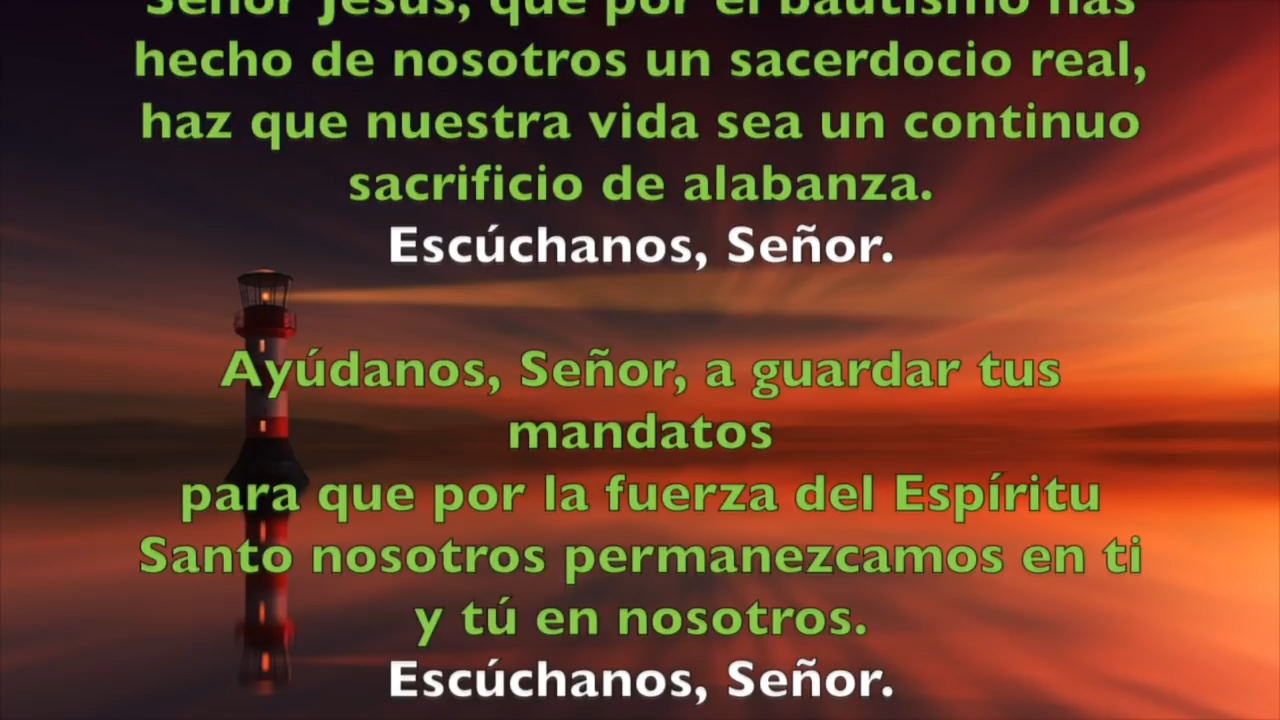 Señor Jesús, que por el bautismo has
hecho de nosotros un sacerdocio real,
haz que nuestra vida sea un continuo
sacrificio de alabanza.
Escúchanos, Señor.
Ayúdanos, Señor, a guardar tus
mandatos
para que por la fuerza del Espíritu
Santo nosotros permanezcamos en ti
y tú en nosotros.
Escúchanos, Señor.